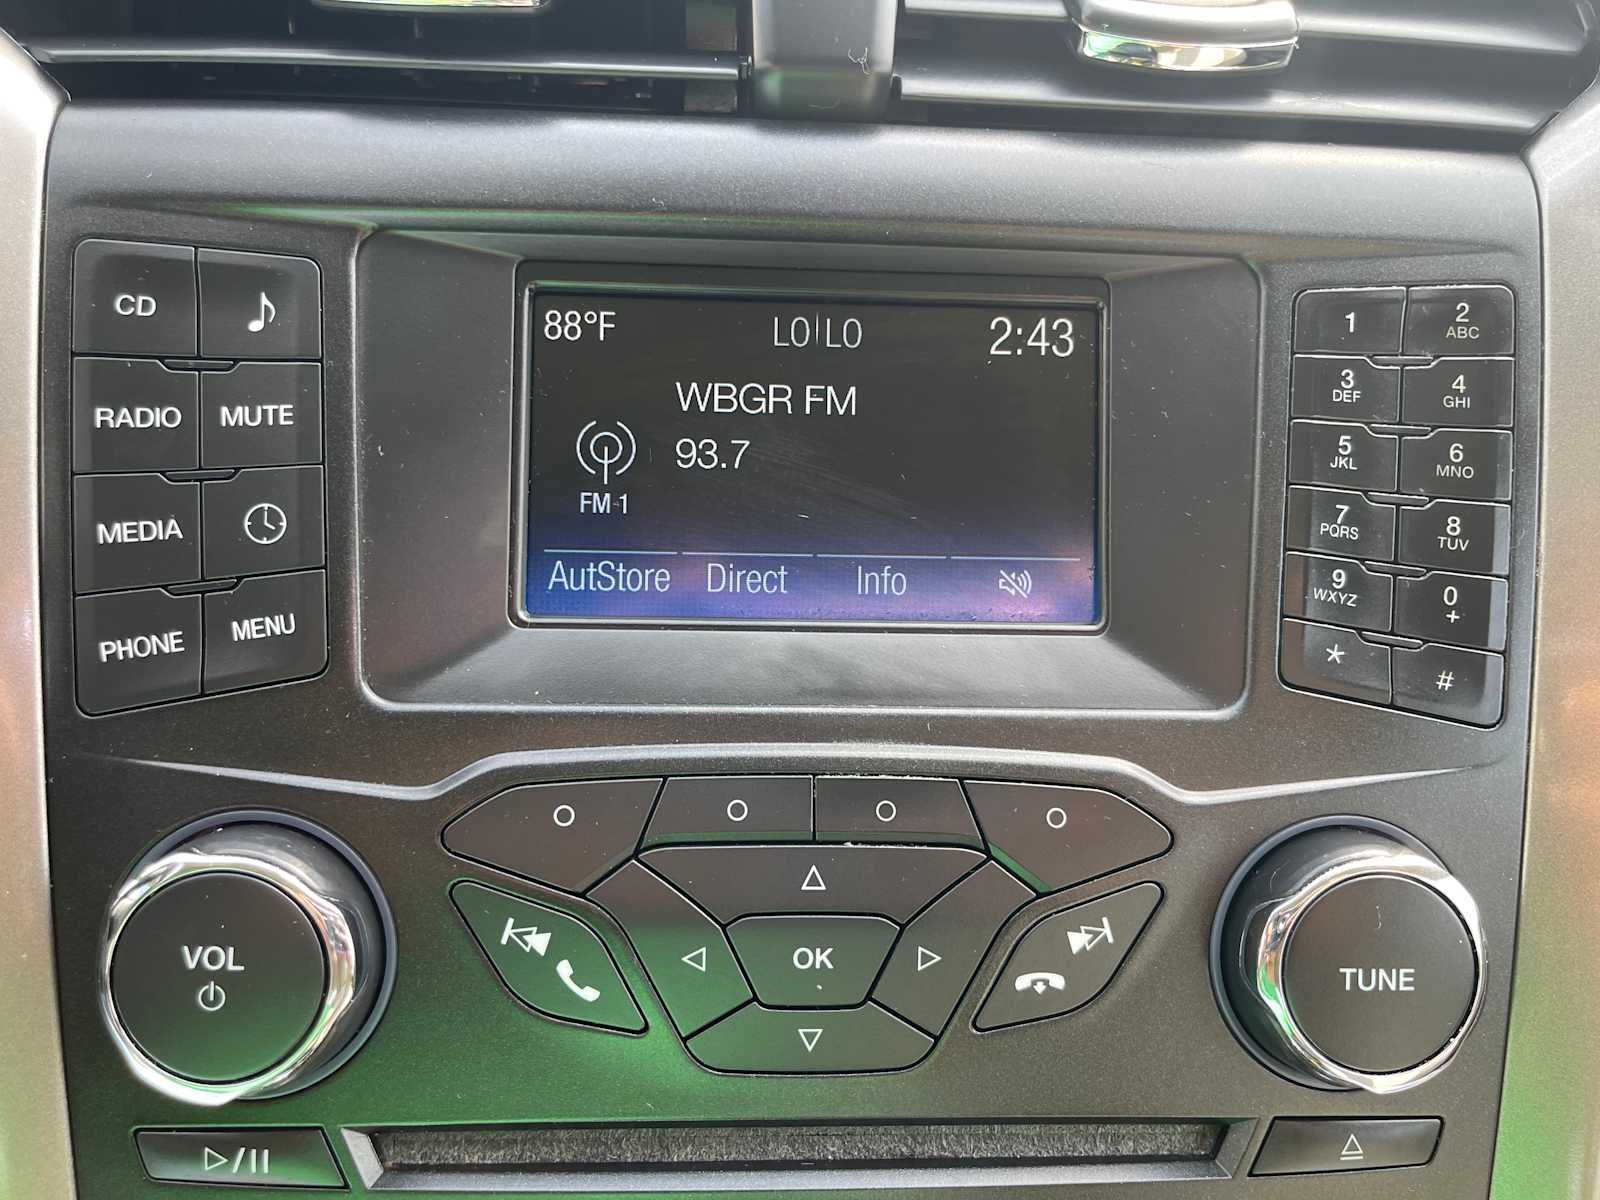 88°F LO|LO 2:43
WBGR FM
93.7
FM-1
AutStore Direct Info
CD
RADIO MUTE
MEDIA
PHONE MENU
1 2 ABC
3 DEF 4 GHI
5 JKL 6 MNO
7 PQRS 8 TUV
9 WXYZ 0 +
* #
VOL
OK
TUNE